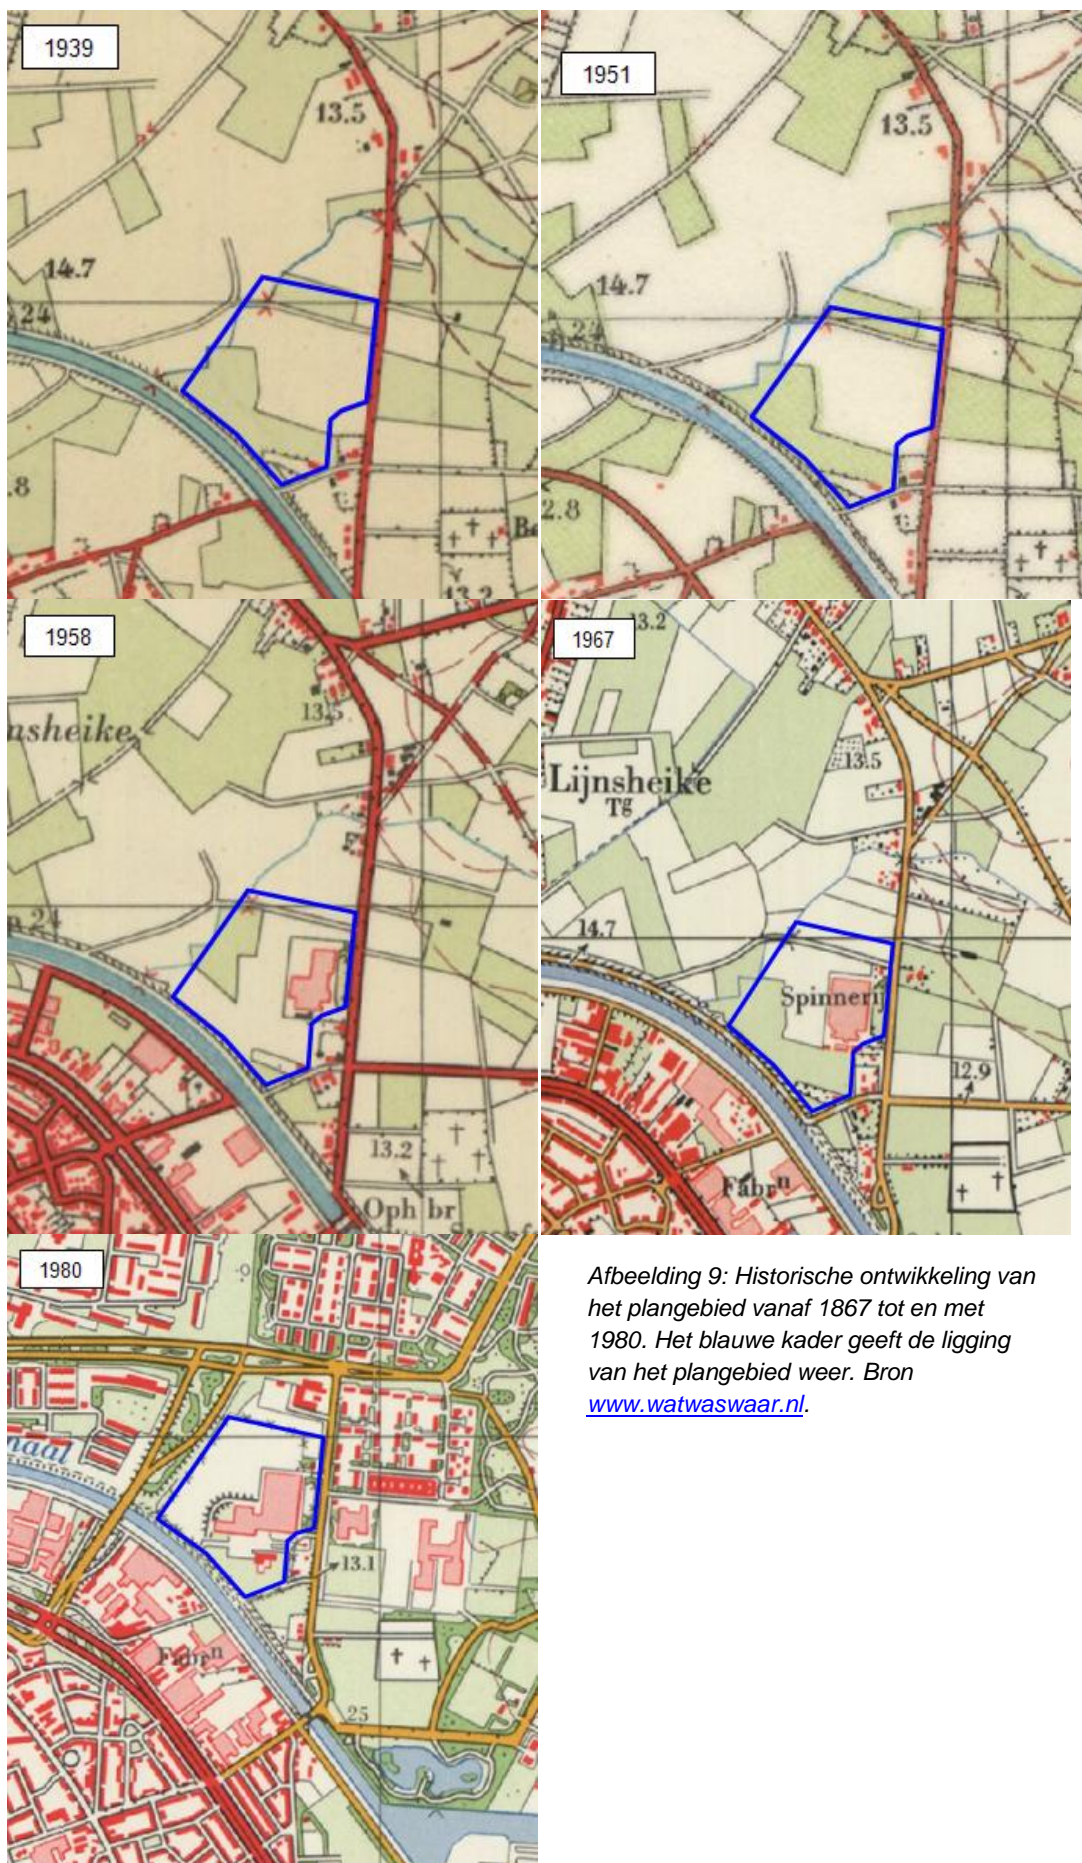 1939
13.5
14.7
24
.8
Be
13.2
1951
13.5
14.7
24
2.8
1958
13.5
nsheike
24
13.2
Oph br
1967
13.2
13.5
Lijnsheike
Tg
14.7
Spinnerij
12.9
Fabrn
1980
naal
13.1
Fabrn
25
Afbeelding 9: Historische ontwikkeling van
het plangebied vanaf 1867 tot en met
1980. Het blauwe kader geeft de ligging
van het plangebied weer. Bron
www.watwaswaar.nl.